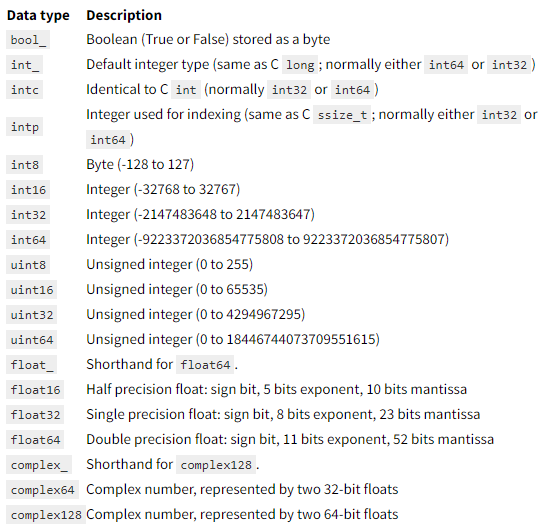 Data type Description
bool_ Boolean (True or False) stored as a byte
int_ Default integer type (same as C long; normally either int64 or int32)
intc Identical to C int (normally int32 or int64)
intp Integer used for indexing (same as C ssize_t; normally either int32 or
int64)
int8 Byte (-128 to 127)
int16 Integer (-32768 to 32767)
int32 Integer (-2147483648 to 2147483647)
int64 Integer (-9223372036854775808 to 9223372036854775807)
uint8 Unsigned integer (0 to 255)
uint16 Unsigned integer (0 to 65535)
uint32 Unsigned integer (0 to 4294967295)
uint64 Unsigned integer (0 to 18446744073709551615)
float_ Shorthand for float64.
float16 Half precision float: sign bit, 5 bits exponent, 10 bits mantissa
float32 Single precision float: sign bit, 8 bits exponent, 23 bits mantissa
float64 Double precision float: sign bit, 11 bits exponent, 52 bits mantissa
complex_ Shorthand for complex128.
complex64 Complex number, represented by two 32-bit floats
complex128 Complex number, represented by two 64-bit floats